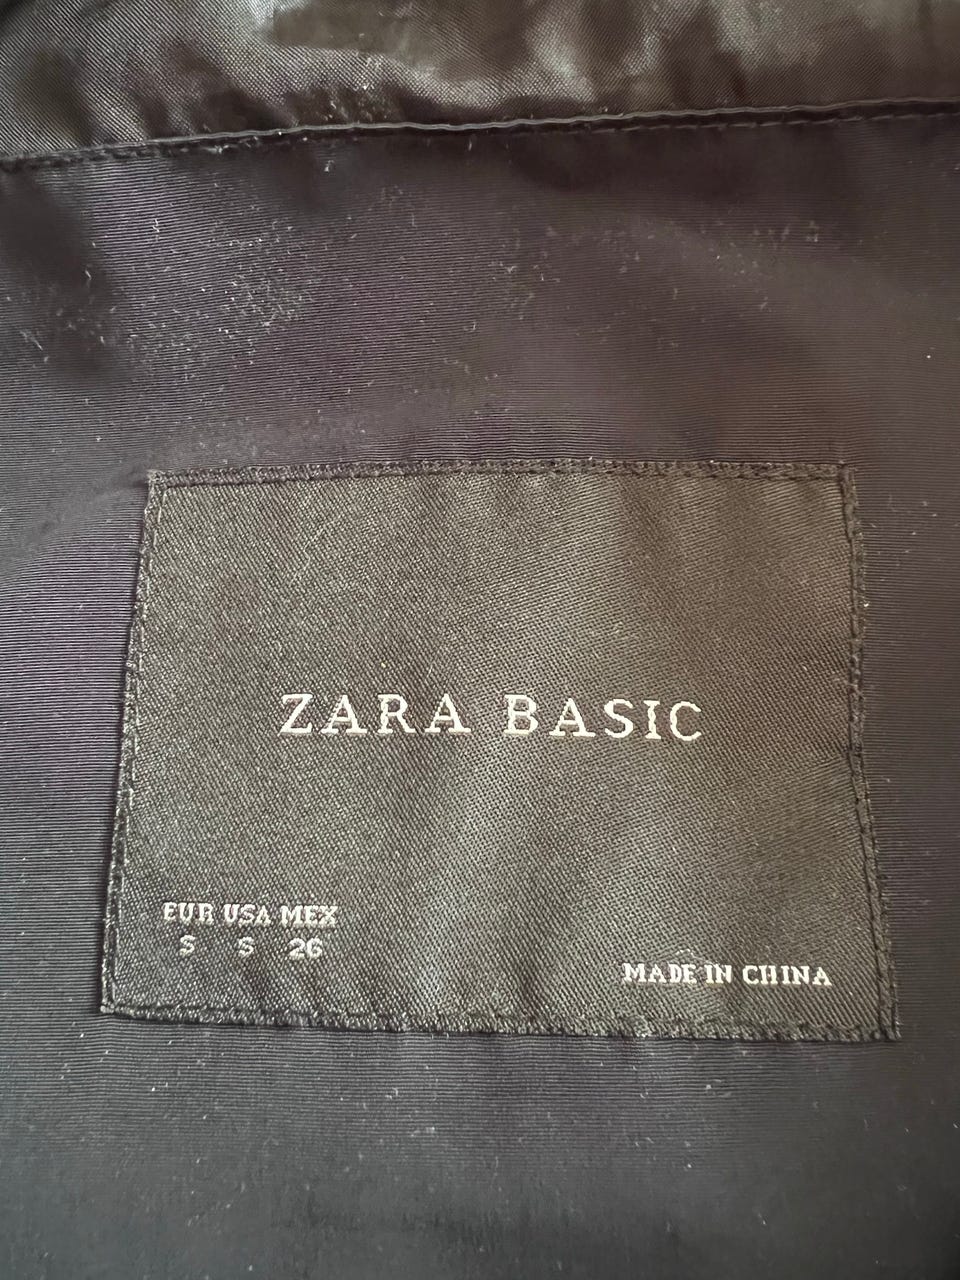 ZARA BASIC
EUR USA MEX
S S 26
MADE IN CHINA